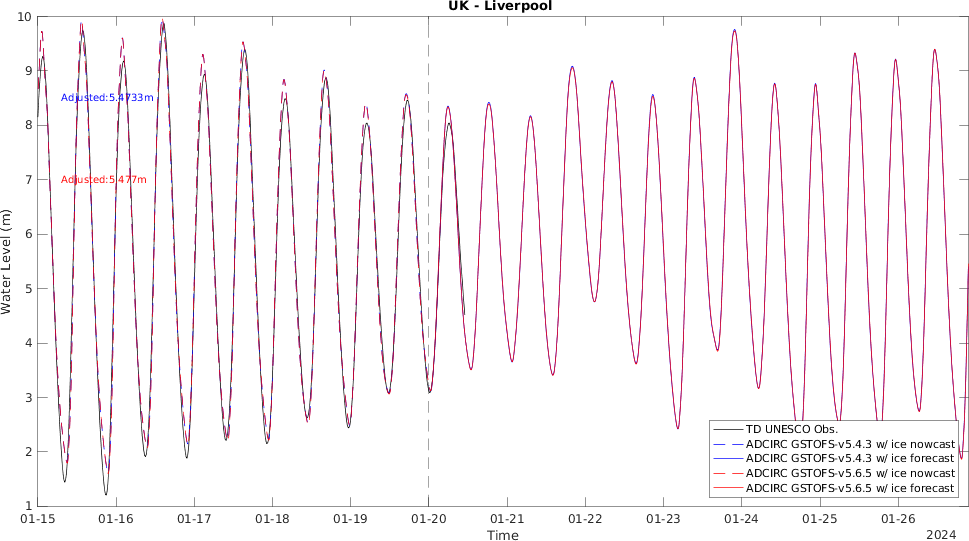 UK - Liverpool
10
9
8
7
6
5
4
3
2
1
Water Level (m)
Adjusted:5.4733m
Adjusted:5.477m
TD UNESCO Obs.
ADCIRC GSTOFS-v5.4.3 w/ ice nowcast
ADCIRC GSTOFS-v5.4.3 w/ ice forecast
ADCIRC GSTOFS-v5.6.5 w/ ice nowcast
ADCIRC GSTOFS-v5.6.5 w/ ice forecast
01-15 01-16 01-17 01-18 01-19 01-20 01-21 01-22 01-23 01-24 01-25 01-26
Time
2024